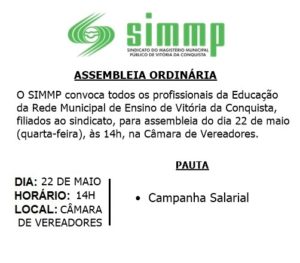 simmp
SINDICATO DO MAGISTÉRIO MUNICIPAL
PÚBLICO DE VITÓRIA DA CONQUISTA
ASSEMBLEIA ORDINÁRIA
O SIMMP convoca todos os profissionais da Educação
da Rede Municipal de Ensino de Vitória da Conquista,
filiados ao sindicato, para assembleia do dia 22 de maio
(quarta-feira), às 14h, na Câmara de Vereadores.
PAUTA
DIA: 22 DE MAIO
HORÁRIO: 14H
LOCAL: CÂMARA
DE VEREADORES
• Campanha Salarial